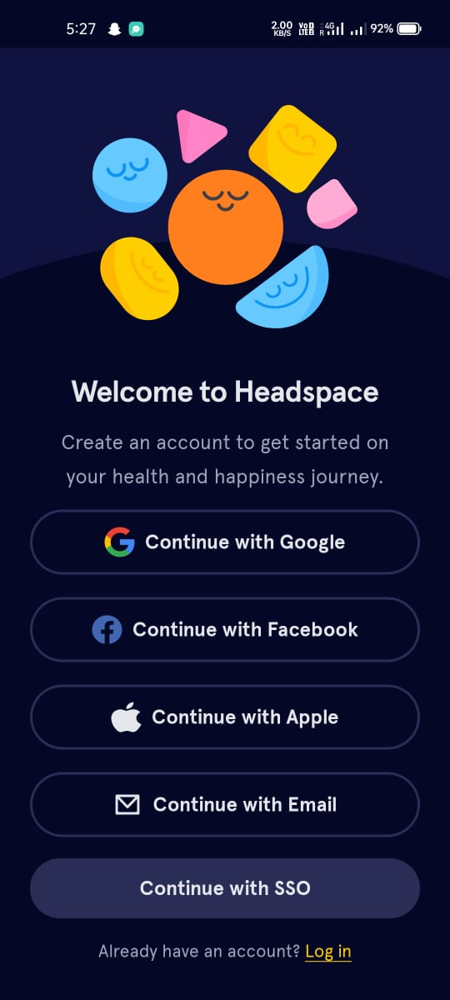 5:27 2.00 KB/S VoD LTED R 4G 92%
Welcome to Headspace
Create an account to get started on
your health and happiness journey.
Continue with Google
Continue with Facebook
Continue with Apple
Continue with Email
Continue with SSO
Already have an account? Log in